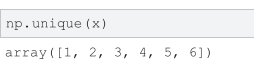 np.unique(x)
array([1, 2, 3, 4, 5, 6])